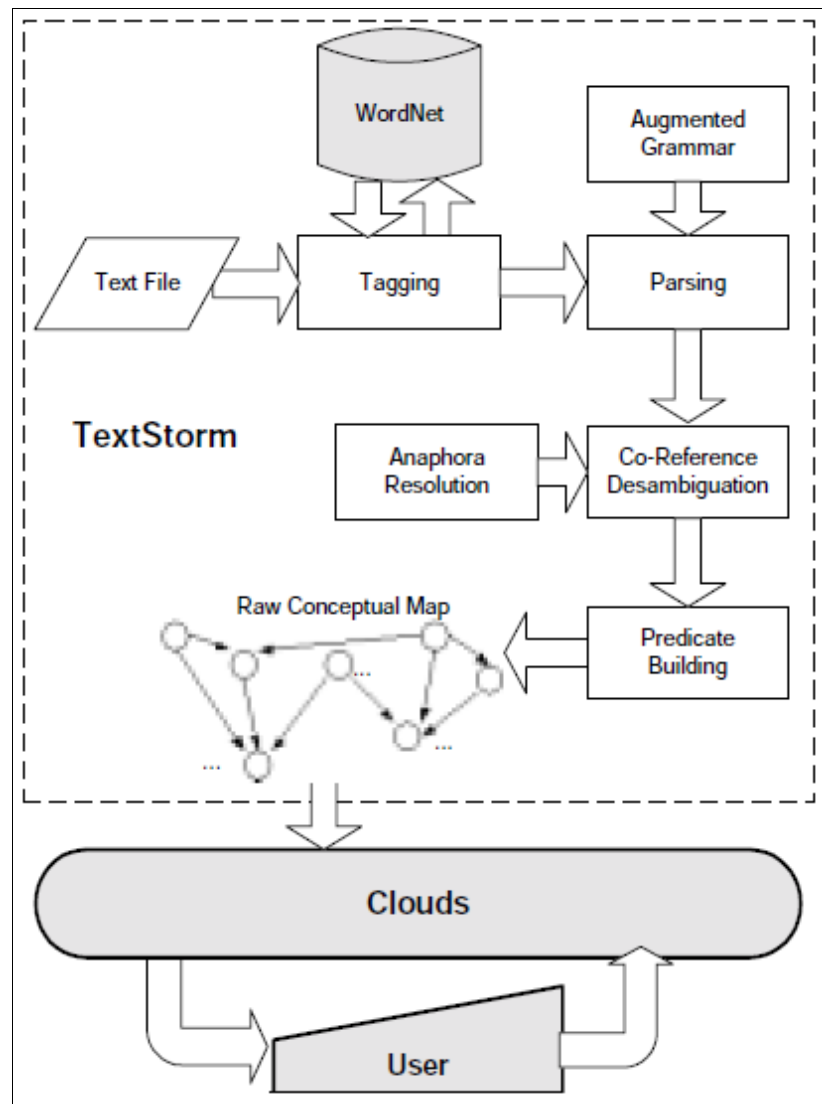 WordNet
Augmented
Grammar
Text File
Tagging
Parsing
TextStorm
Anaphora
Resolution
Co-Reference
Desambiguation
Raw Conceptual Map
Predicate
Building
...
...
...
Clouds
User